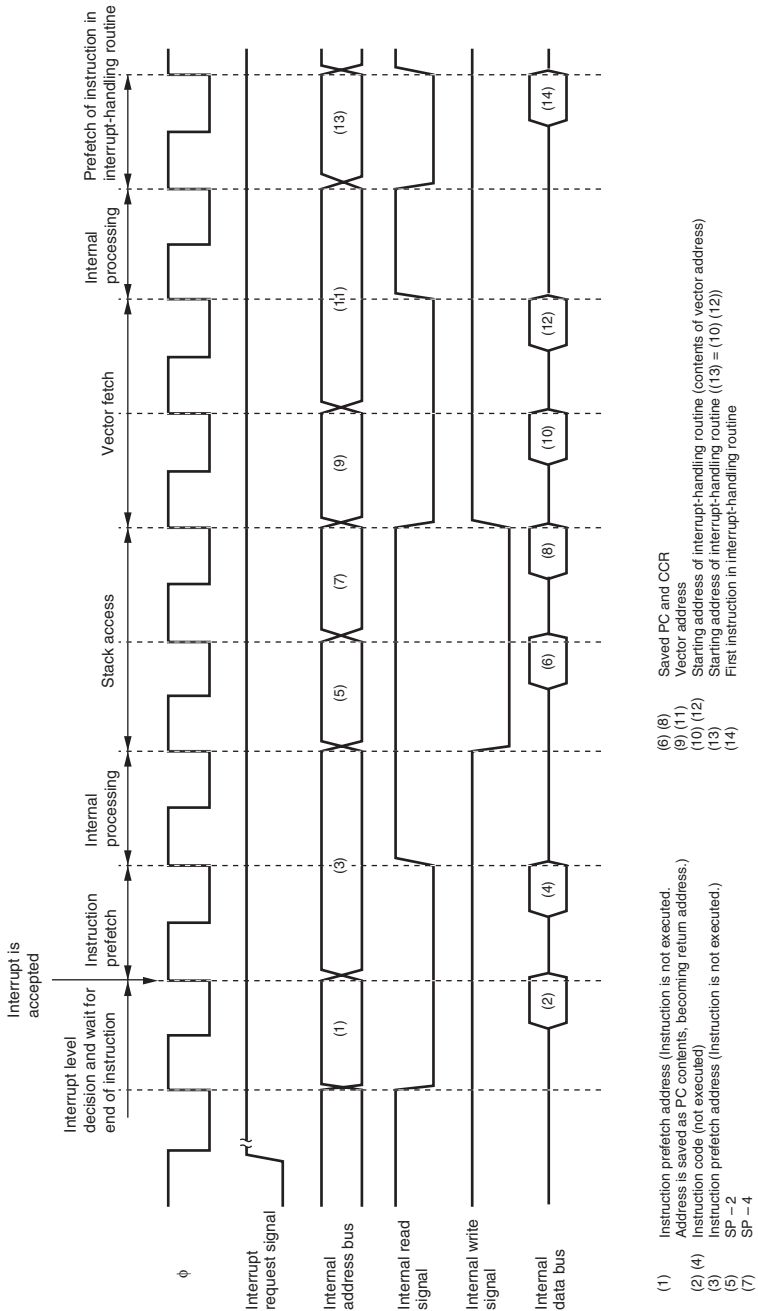 Interrupt is
accepted
Interrupt level
decision and wait for
end of instruction
Instruction
prefetch
Internal
processing
Stack access
Vector fetch
Internal
processing
Prefetch of instruction in
interrupt-handling routine
φ
Interrupt
request signal
Internal
address bus
(1)
(3)
(5)
(7)
(9)
(11)
(13)
Internal read
signal
Internal write
signal
Internal
data bus
(2)
(4)
(6)
(8)
(10)
(12)
(14)
(1) Instruction prefetch address (Instruction is not executed.
Address is saved as PC contents, becoming return address.)
(2) (4) Instruction code (not executed)
(3) Instruction prefetch address (Instruction is not executed.)
(5) SP – 2
(7) SP – 4
(6) (8) Saved PC and CCR
(9) (11) Vector address
(10) (12) Starting address of interrupt-handling routine (contents of vector address)
(13) Starting address of interrupt-handling routine ((13) = (10) (12))
(14) First instruction in interrupt-handling routine